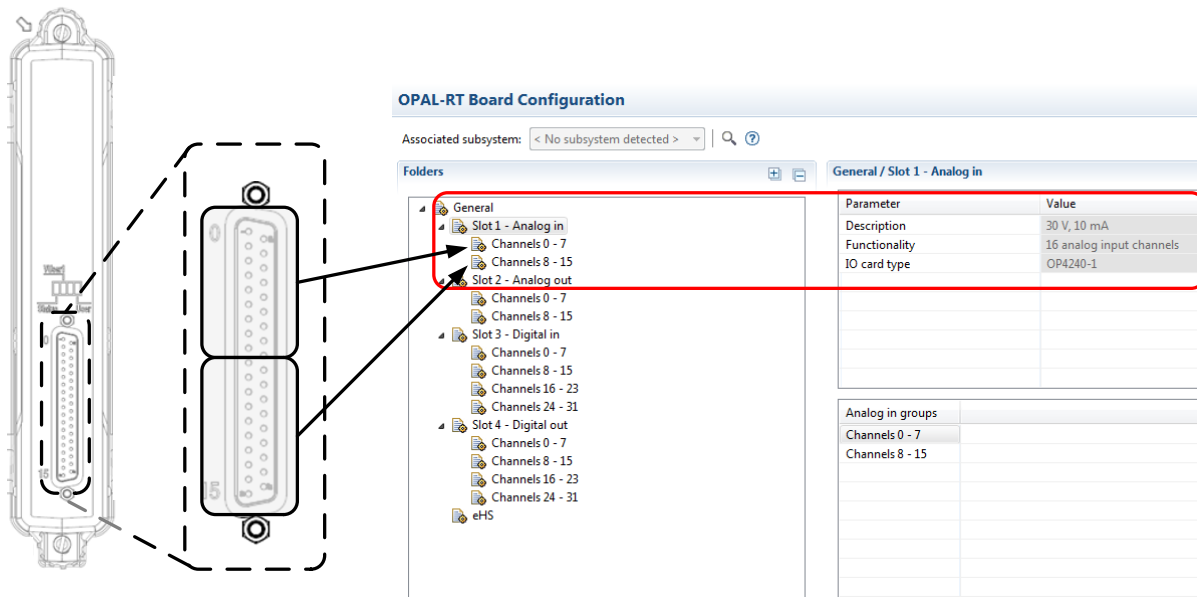 OPAL-RT Board Configuration
Associated subsystem: < No subsystem detected >
Folders
General
Slot 1 - Analog in
Channels 0 - 7
Channels 8 - 15
Slot 2 - Analog out
Channels 0 - 7
Channels 8 - 15
Slot 3 - Digital in
Channels 0 - 7
Channels 8 - 15
Channels 16 - 23
Channels 24 - 31
Slot 4 - Digital out
Channels 0 - 7
Channels 8 - 15
Channels 16 - 23
Channels 24 - 31
eHS
General / Slot 1 - Analog in
Parameter Value
Description 30 V, 10 mA
Functionality 16 analog input channels
IO card type OP4240-1
Analog in groups
Channels 0 - 7
Channels 8 - 15
0
15
0
15
User